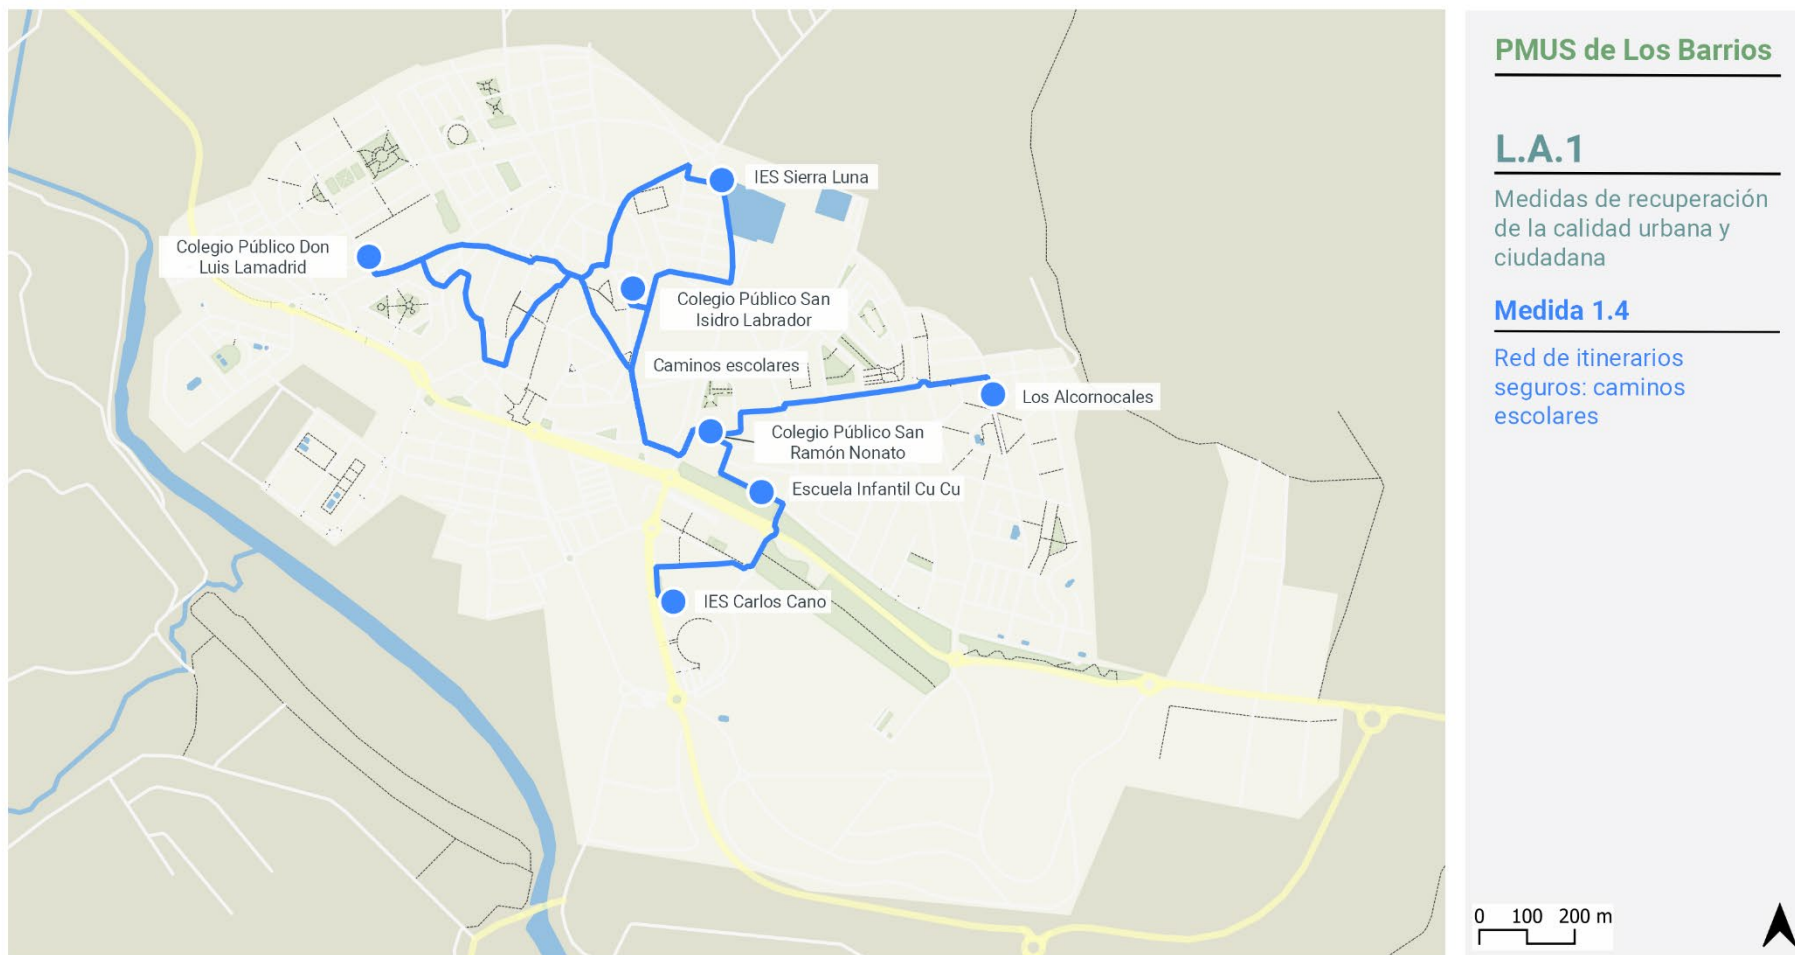 PMUS de Los Barrios
L.A.1
Medidas de recuperación
de la calidad urbana y
ciudadana
Medida 1.4
Red de itinerarios
seguros: caminos
escolares
IES Sierra Luna
Colegio Público Don
Luis Lamadrid
Colegio Público San
Isidro Labrador
Caminos escolares
Los Alcornocales
Colegio Público San
Ramón Nonato
Escuela Infantil Cu Cu
IES Carlos Cano
0 100 200 m